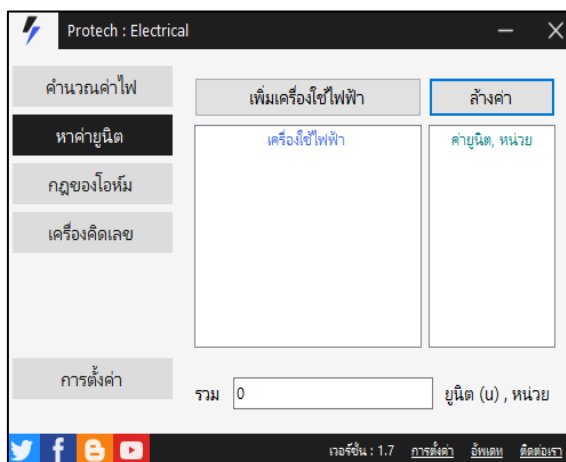 Protech : Electrical
คำนวณค่าไฟ
หาค่ายูนิต
กฎของโอห์ม
เครื่องคิดเลข
การตั้งค่า
เพิ่มเครื่องใช้ไฟฟ้า
ล้างค่า
เครื่องใช้ไฟฟ้า
ค่ายูนิต, หน่วย
รวม 0 ยูนิต (u) , หน่วย
เวอร์ชั่น : 1.7 การตั้งค่า อัพเดท ติดต่อเรา